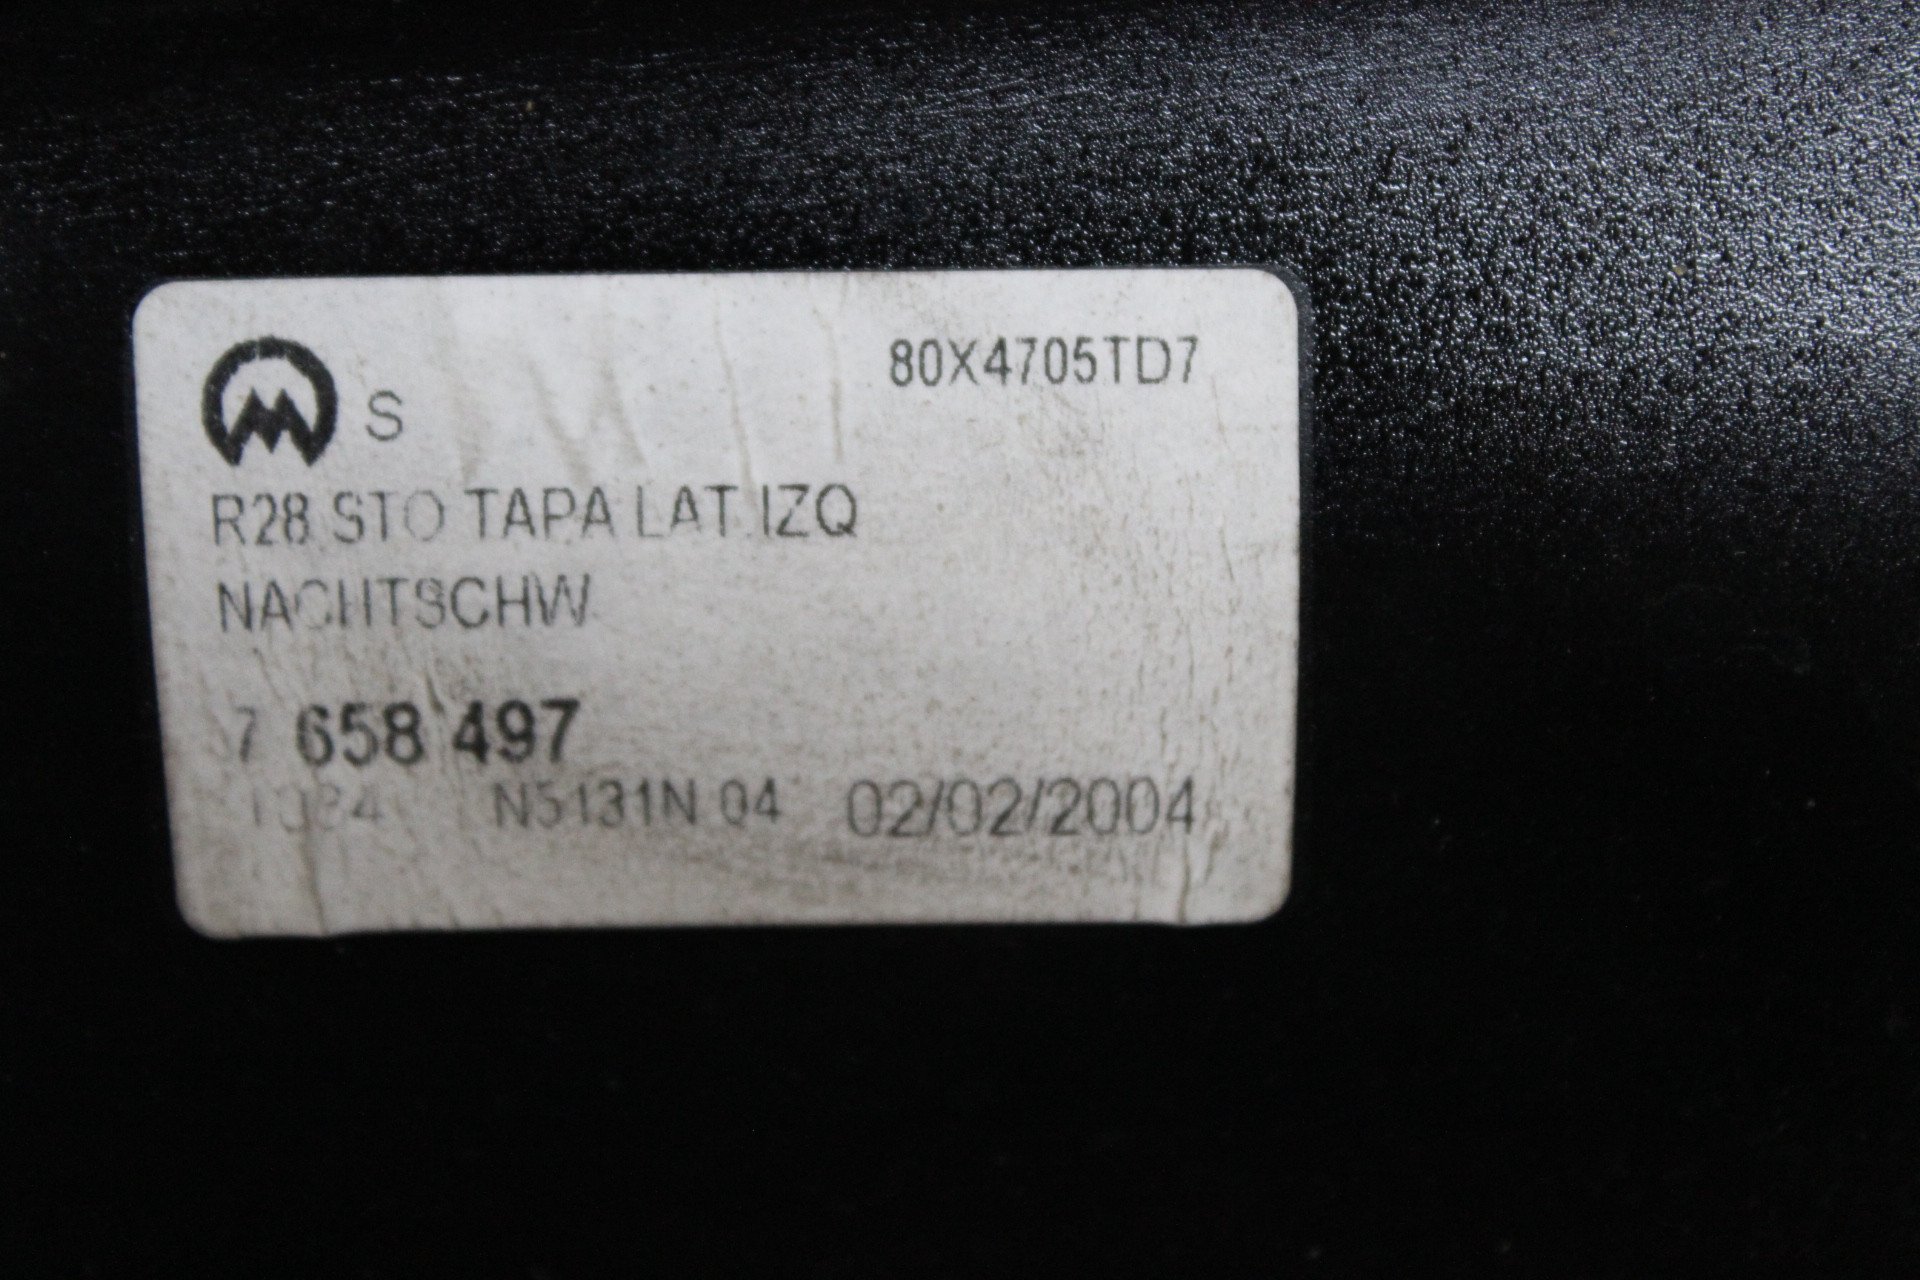 S 80X4705TD7
R28 STO TAPA LAT.IZQ
NACHTSCHW
7 658 497
N5131N 04 02/02/2004